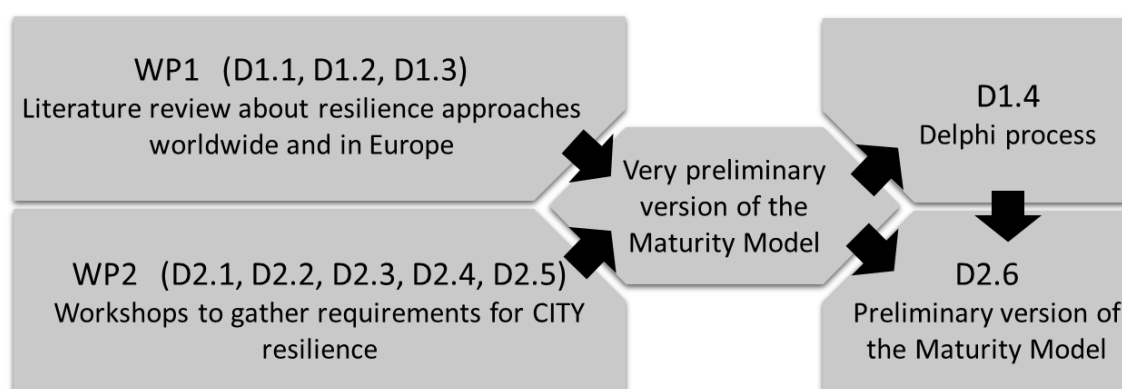 WP1 (D1.1, D1.2, D1.3)
Literature review about resilience approaches
worldwide and in Europe
WP2 (D2.1, D2.2, D2.3, D2.4, D2.5)
Workshops to gather requirements for CITY
resilience
Very preliminary
version of the
Maturity Model
D1.4
Delphi process
D2.6
Preliminary version of
the Maturity Model